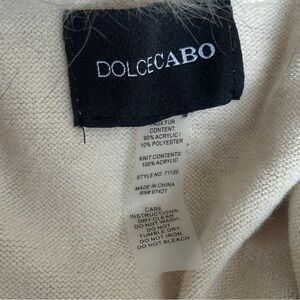 DOLCECABO
FAUX FUR
CONTENT
90% ACRYLIC/
10% POLYESTER
KNIT CONTENTS
100% ACRYLIC
STYLE NO. 71130
MADE IN CHINA
RN# 97427
CARE
INSTRUCTIONS
DRY CLEAN
DO NOT WASH.
DO NOT
TUMBLE DRY.
DO NOT IRON.
DO NOT BLEACH